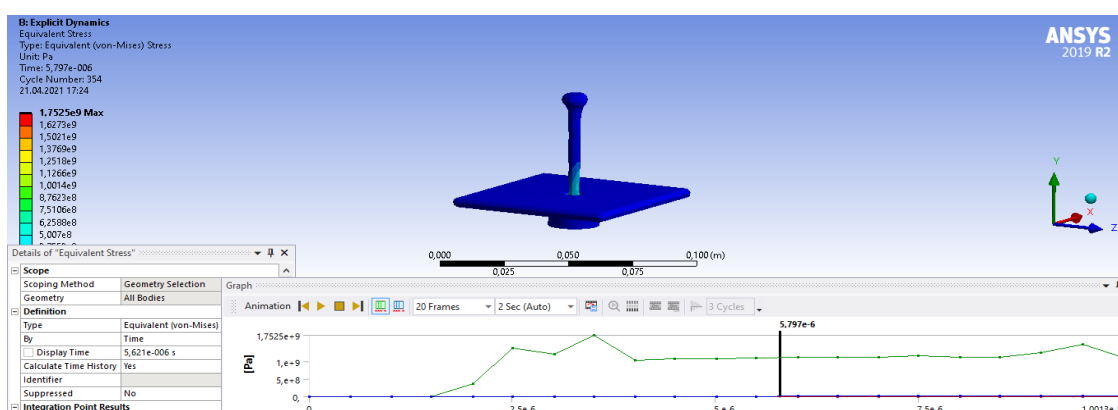 B: Explicit Dynamics
Equivalent Stress
Type: Equivalent (von-Mises) Stress
Unit: Pa
Time: 5,797e-006
Cycle Number: 354
21.04.2021 17:24
1,7525e9 Max
1,6273e9
1,5021e9
1,3769e9
1,2518e9
1,1266e9
1,0014e9
8,7623e8
7,5106e8
6,2588e8
5,007e8
ANSYS
2019 R2
Y
X
Z
0,000
0,050
0,100 (m)
0,025
0,075
Details of "Equivalent Stress"
Scope
Scoping Method Geometry Selection
Geometry All Bodies
Definition
Type Equivalent (von-Mises)
By Time
Display Time 5,621e-006 s
Calculate Time History Yes
Identifier
Suppressed No
Integration Point Results
Graph
Animation 20 Frames 2 Sec (Auto) 3 Cycles
5,797e-6
1,7525e+9
[Pa]
1,e+9
5,e+8
0,
0 2,5e-6 5,e-6 7,5e-6